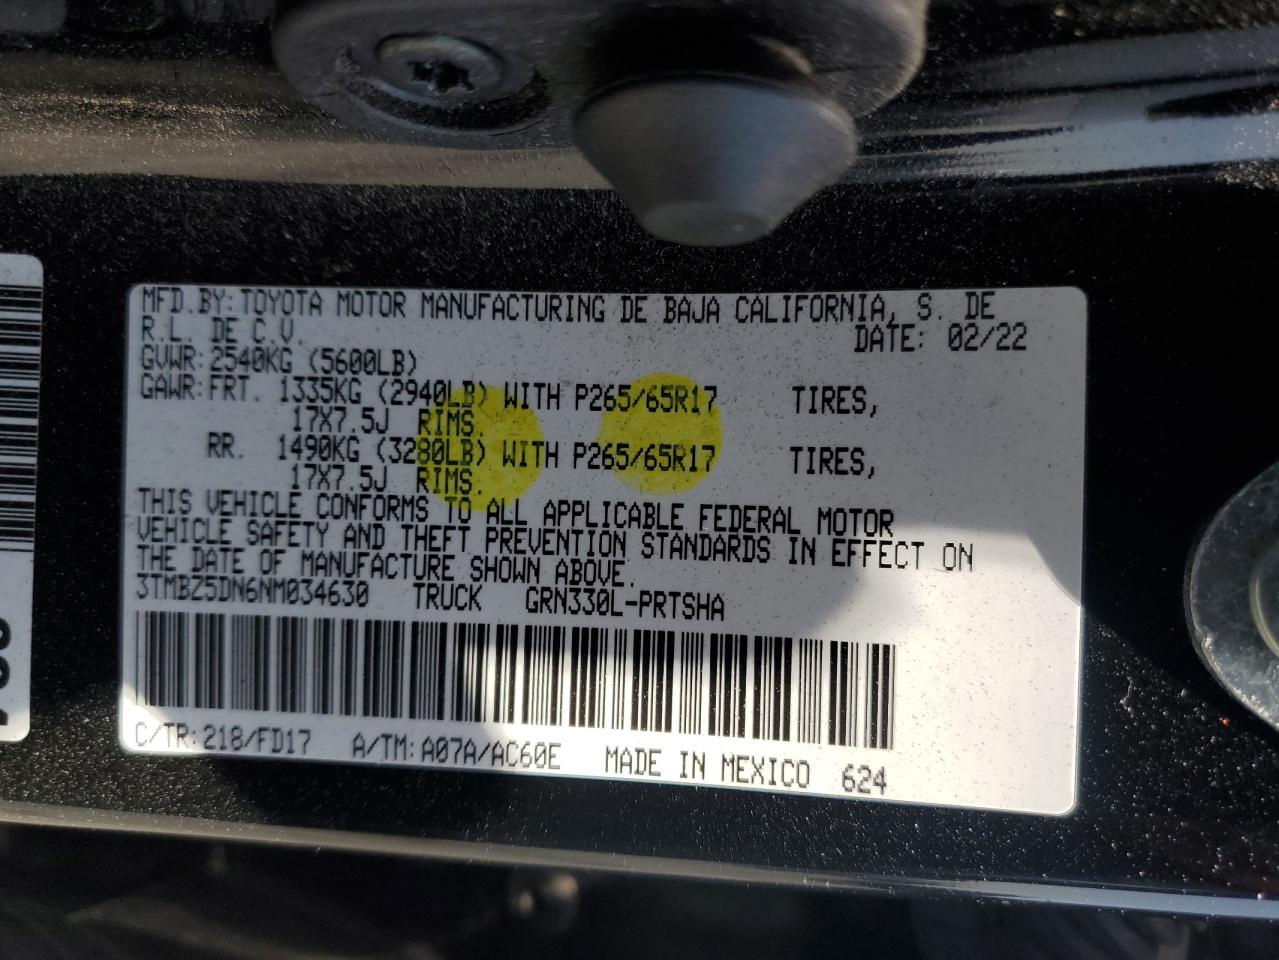 MFD.BY:TOYOTA MOTOR MANUFACTURING DE BAJA CALIFORNIA, S. DE
R.L. DE C.V.
DATE: 02/22
GVWR:2540KG (5600LB)
GAWR:FRT. 1335KG (2940LB) WITH P265/65R17 TIRES,
17X7.5J RIMS.
RR. 1490KG (3280LB) WITH P265/65R17 TIRES,
17X7.5J RIMS.
THIS VEHICLE CONFORMS TO ALL APPLICABLE FEDERAL MOTOR
VEHICLE SAFETY AND THEFT PREVENTION STANDARDS IN EFFECT ON
THE DATE OF MANUFACTURE SHOWN ABOVE.
3TMBZ5DN6NM034630 TRUCK GRN330L-PRTSHA
C/TR:218/FD17 A/TM:A07A/AC60E MADE IN MEXICO 624